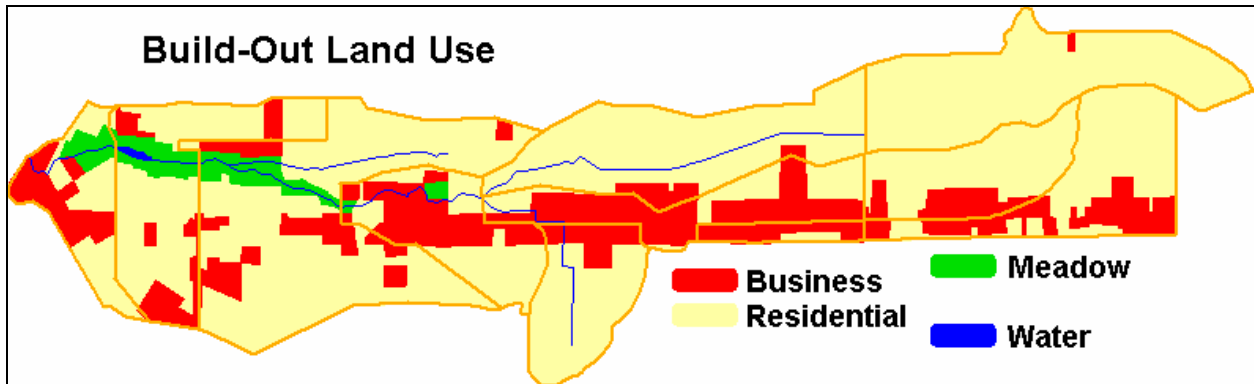 Build-Out Land Use
Business
Residential
Meadow
Water